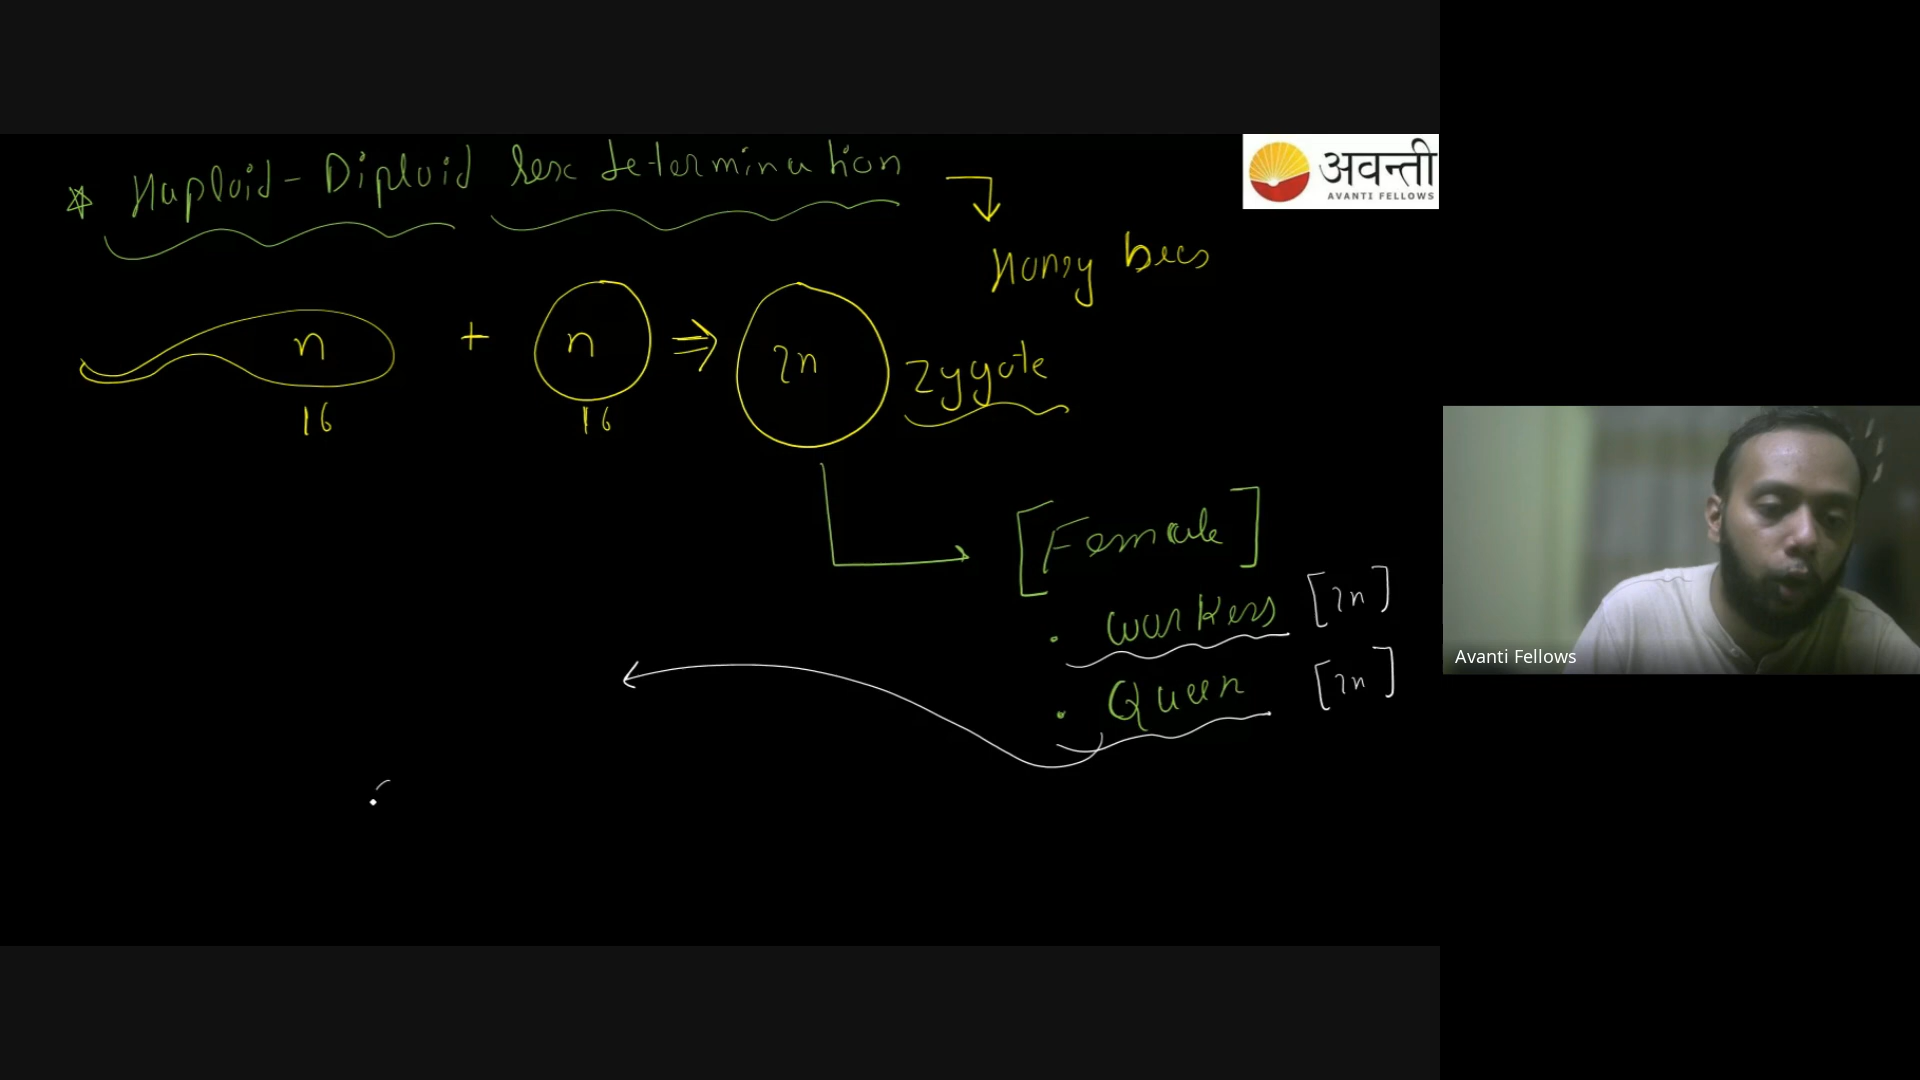 * Haploid - Diploid sex determination
Honey bees
अवन्ती
AVANTI FELLOWS
n + n ⇒ 2n Zygote
16 16
[Female]
• workers [2n]
• Queen [2n]
Avanti Fellows